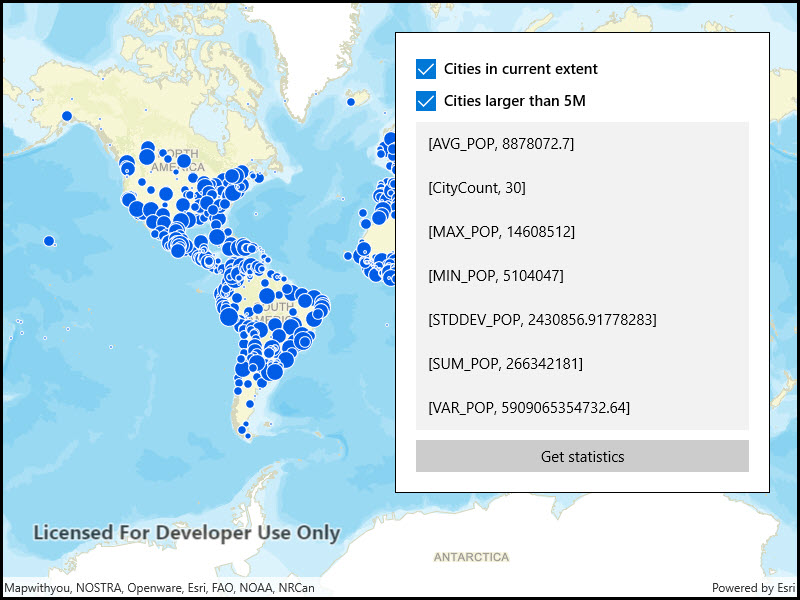 Cities in current extent
Cities larger than 5M
[AVG_POP, 8878072.7]
[CityCount, 30]
[MAX_POP, 14608512]
[MIN_POP, 5104047]
[STDDEV_POP, 2430856.91778283]
[SUM_POP, 266342181]
[VAR_POP, 5909065354732.64]
Get statistics
NORTH
AMERICA
SOUTH
AMERICA
Licensed For Developer Use Only
ANTARCTICA
Mapwithyou, NOSTRA, Openware, Esri, FAO, NOAA, NRCan
Powered by Esri